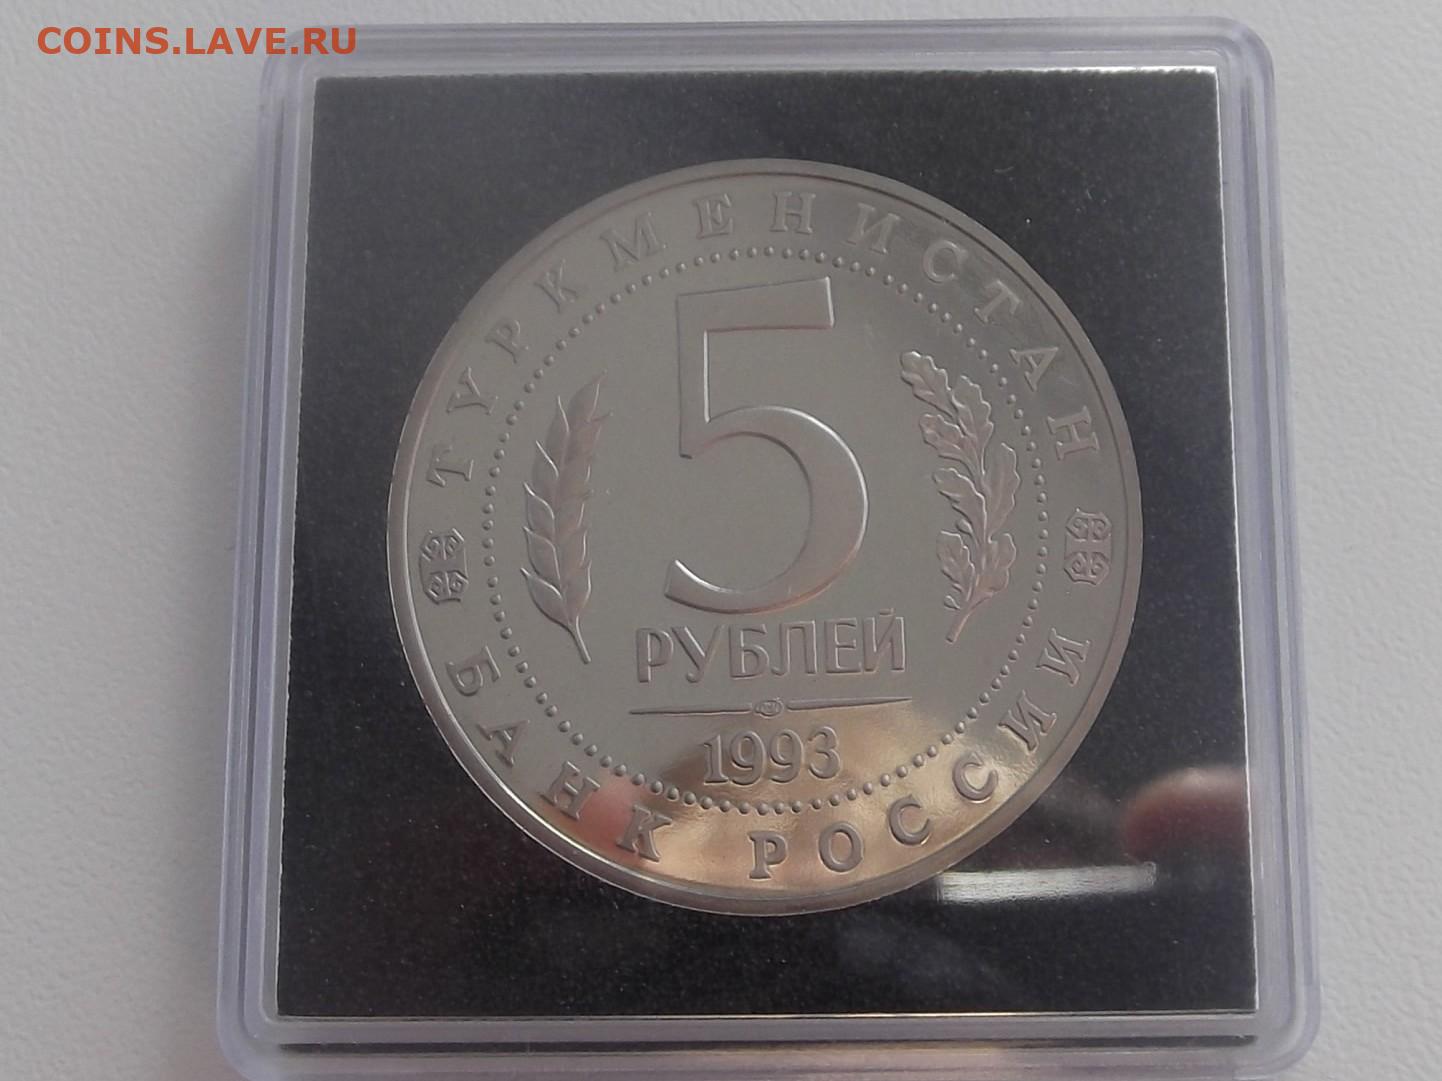 COINS.LAVE.RU
ТУРКМЕНИСТАН
5
РУБЛЕЙ
1993
БАНК РОССИИ